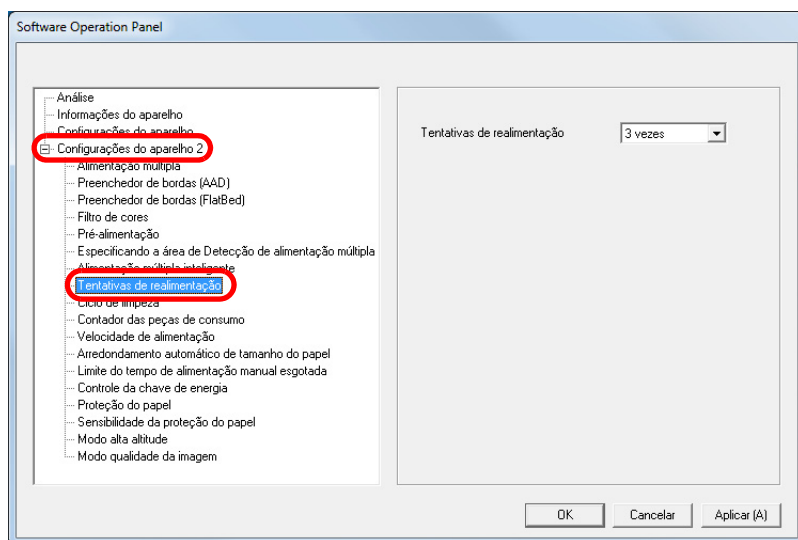 Software Operation Panel
Análise
Informações do aparelho
Configurações do aparelho
Configurações do aparelho 2
Alimentação múltipla
Preenchedor de bordas (AAD)
Preenchedor de bordas (FlatBed)
Filtro de cores
Pré-alimentação
Especificando a área de Detecção de alimentação múltipla
Alimentação múltipla inteligente
Tentativas de realimentação
Ciclo de limpeza
Contador das peças de consumo
Velocidade de alimentação
Arredondamento automático de tamanho do papel
Limite do tempo de alimentação manual esgotada
Controle da chave de energia
Proteção do papel
Sensibilidade da proteção do papel
Modo alta altitude
Modo qualidade da imagem
Tentativas de realimentação 3 vezes
OK Cancelar Aplicar (A)